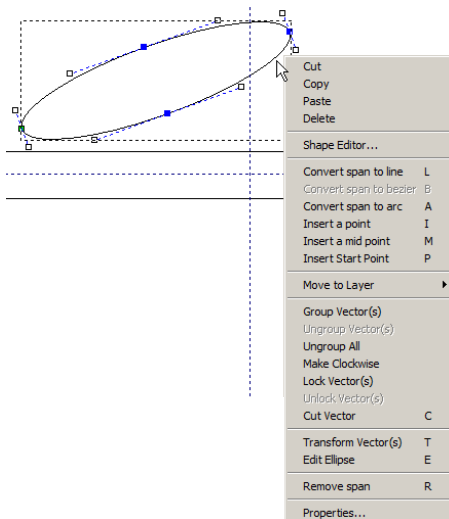 Cut
Copy
Paste
Delete
Shape Editor...
Convert span to line L
Convert span to bezier B
Convert span to arc A
Insert a point I
Insert a mid point M
Insert Start Point P
Move to Layer
Group Vector(s)
Ungroup Vector(s)
Ungroup All
Make Clockwise
Lock Vector(s)
Unlock Vector(s)
Cut Vector C
Transform Vector(s) T
Edit Ellipse E
Remove span R
Properties...